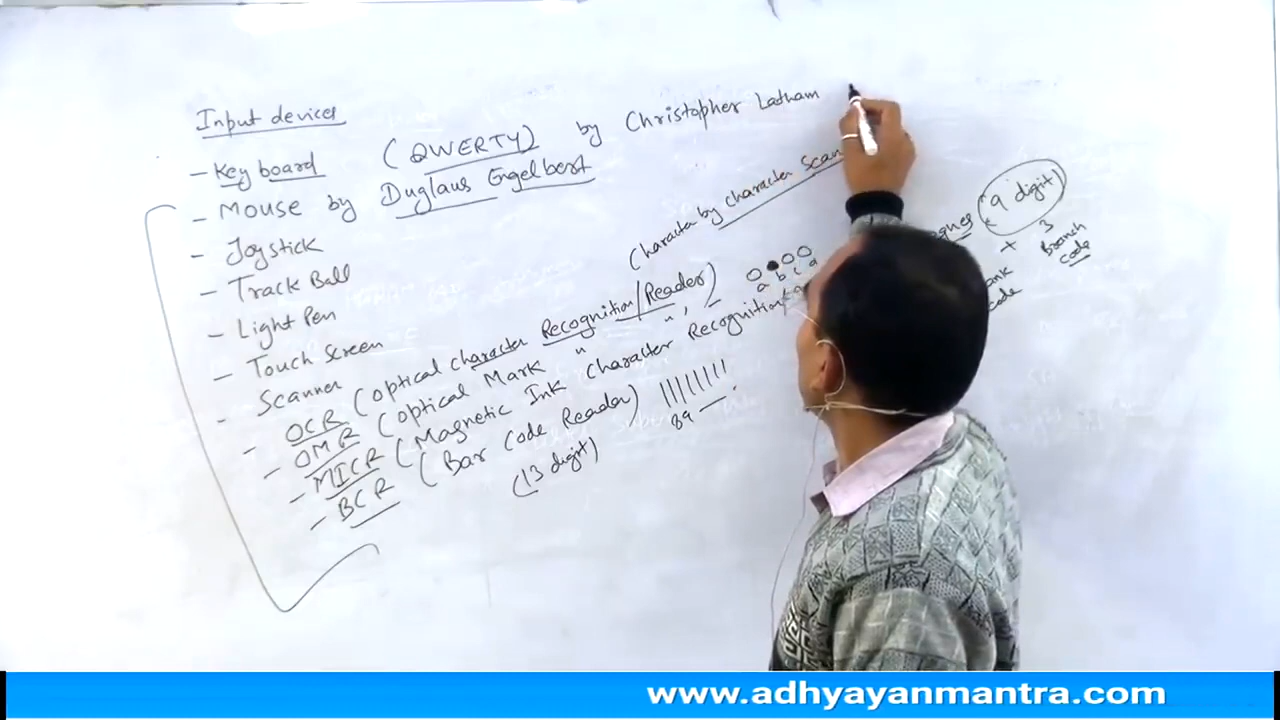 Input devices
- Key board (QWERTY) by Christopher Latham
- Mouse by Duglaus Engelbest
- Joystick
- Track Ball
- Light Pen
- Touch Screen
- Scanner (Character by character Scan
- OCR (Optical character Recognition/Reader)
- OMR (Optical Mark " " , ) a b c d
- MICR (Magnetic Ink Character Recognition 9 digit)
+ 3
Branch
code
- BCR (Bar Code Reader)
(13 digit) 89 —
www.adhyayanmantra.com